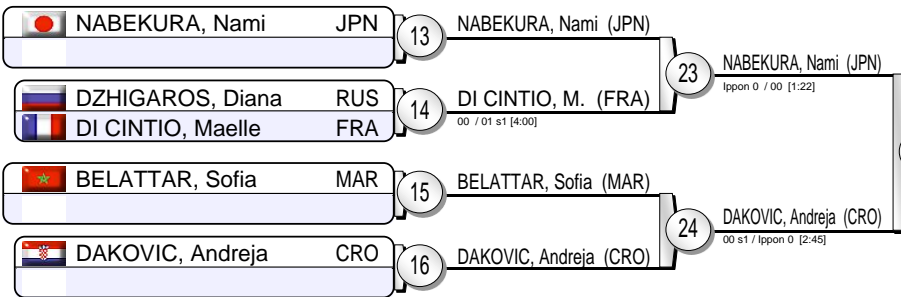 NABEKURA, Nami JPN
13
NABEKURA, Nami (JPN)
DZHIGAROS, Diana RUS
DI CINTIO, Maelle FRA
14
DI CINTIO, M. (FRA)
00 / 01 s1 [4:00]
23
NABEKURA, Nami (JPN)
Ippon 0 / 00 [1:22]
BELATTAR, Sofia MAR
15
BELATTAR, Sofia (MAR)
DAKOVIC, Andreja CRO
16
DAKOVIC, Andreja (CRO)
24
DAKOVIC, Andreja (CRO)
00 s1 / Ippon 0 [2:45]